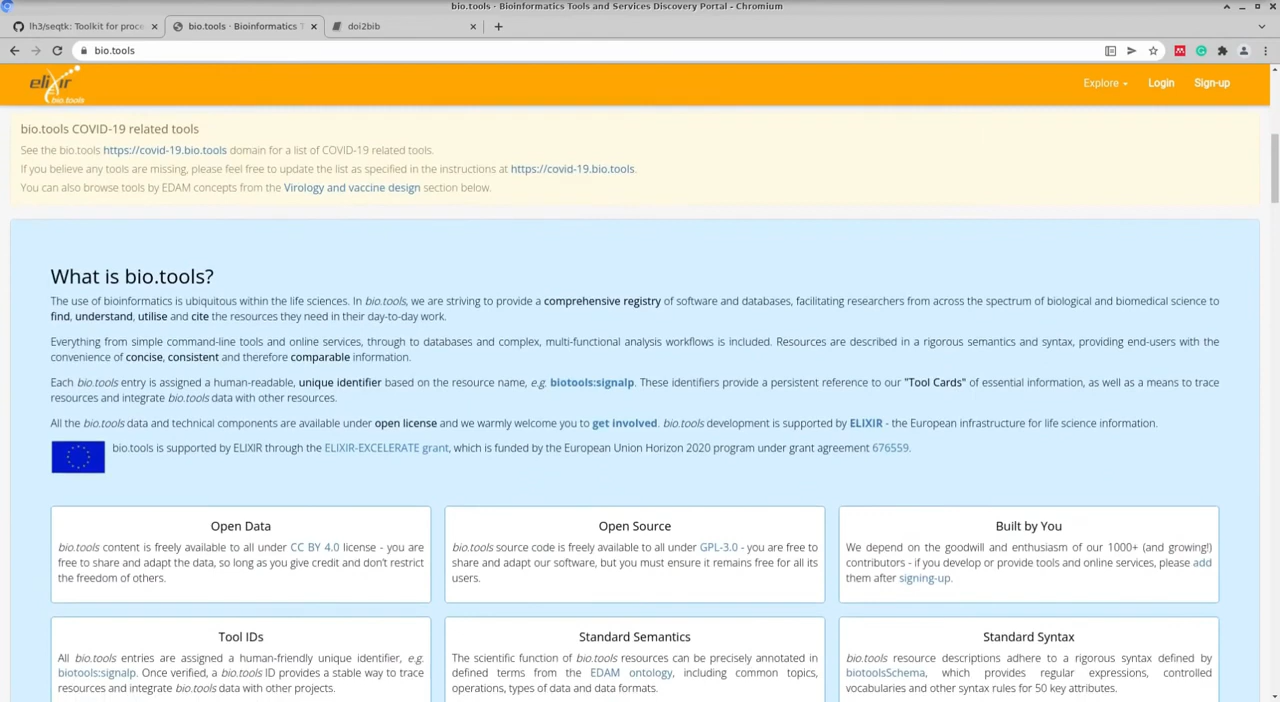 bio.tools · Bioinformatics Tools and Services Discovery Portal - Chromium
lh3/seqtk: Toolkit for proce
bio.tools · Bioinformatics T
doi2bib
bio.tools
elixir
bio.tools
Explore
Login
Sign-up
bio.tools COVID-19 related tools
See the bio.tools https://covid-19.bio.tools domain for a list of COVID-19 related tools.
If you believe any tools are missing, please feel free to update the list as specified in the instructions at https://covid-19.bio.tools.
You can also browse tools by EDAM concepts from the Virology and vaccine design section below.
What is bio.tools?
The use of bioinformatics is ubiquitous within the life sciences. In bio.tools, we are striving to provide a comprehensive registry of software and databases, facilitating researchers from across the spectrum of biological and biomedical science to
find, understand, utilise and cite the resources they need in their day-to-day work.
Everything from simple command-line tools and online services, through to databases and complex, multi-functional analysis workflows is included. Resources are described in a rigorous semantics and syntax, providing end-users with the
convenience of concise, consistent and therefore comparable information.
Each bio.tools entry is assigned a human-readable, unique identifier based on the resource name, e.g. biotools:signalp. These identifiers provide a persistent reference to our "Tool Cards" of essential information, as well as a means to trace
resources and integrate bio.tools data with other resources.
All the bio.tools data and technical components are available under open license and we warmly welcome you to get involved. bio.tools development is supported by ELIXIR - the European infrastructure for life science information.
bio.tools is supported by ELIXIR through the ELIXIR-EXCELERATE grant, which is funded by the European Union Horizon 2020 program under grant agreement 676559.
Open Data
bio.tools content is freely available to all under CC BY 4.0 license - you are
free to share and adapt the data, so long as you give credit and don't restrict
the freedom of others.
Open Source
bio.tools source code is freely available to all under GPL-3.0 - you are free to
share and adapt our software, but you must ensure it remains free for all its
users.
Built by You
We depend on the goodwill and enthusiasm of our 1000+ (and growing!)
contributors - if you develop or provide tools and online services, please add
them after signing-up.
Tool IDs
All bio.tools entries are assigned a human-friendly unique identifier, e.g.
biotools:signalp. Once verified, a bio.tools ID provides a stable way to trace
resources and integrate bio.tools data with other projects.
Standard Semantics
The scientific function of bio.tools resources can be precisely annotated in
defined terms from the EDAM ontology, including common topics,
operations, types of data and data formats.
Standard Syntax
bio.tools resource descriptions adhere to a rigorous syntax defined by
biotoolsSchema, which provides regular expressions, controlled
vocabularies and other syntax rules for 50 key attributes.